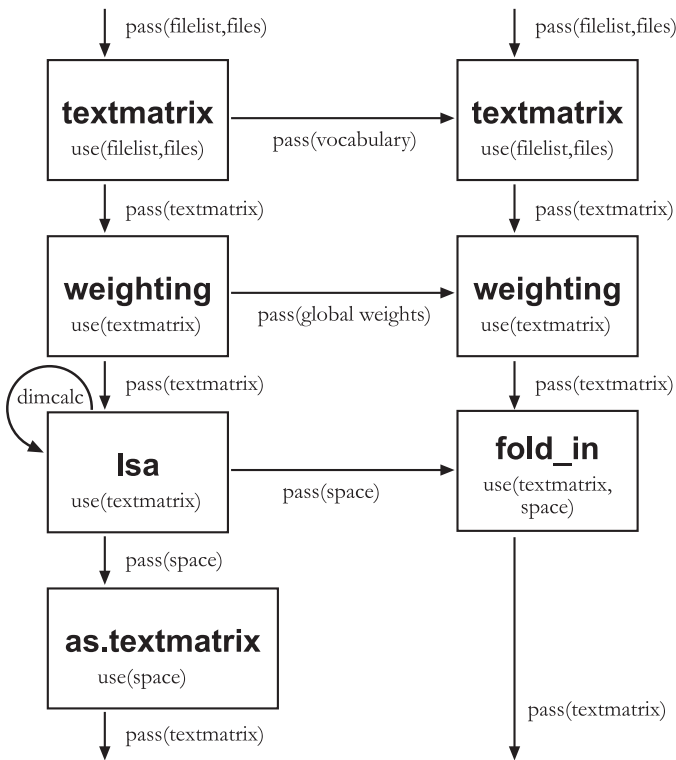 pass(filelist,files)
pass(filelist,files)
textmatrix
use(filelist,files)
pass(vocabulary)
textmatrix
use(filelist,files)
pass(textmatrix)
pass(textmatrix)
weighting
use(textmatrix)
pass(global weights)
weighting
use(textmatrix)
pass(textmatrix)
pass(textmatrix)
dimcalc
lsa
use(textmatrix)
pass(space)
fold_in
use(textmatrix,
space)
pass(space)
as.textmatrix
use(space)
pass(textmatrix)
pass(textmatrix)